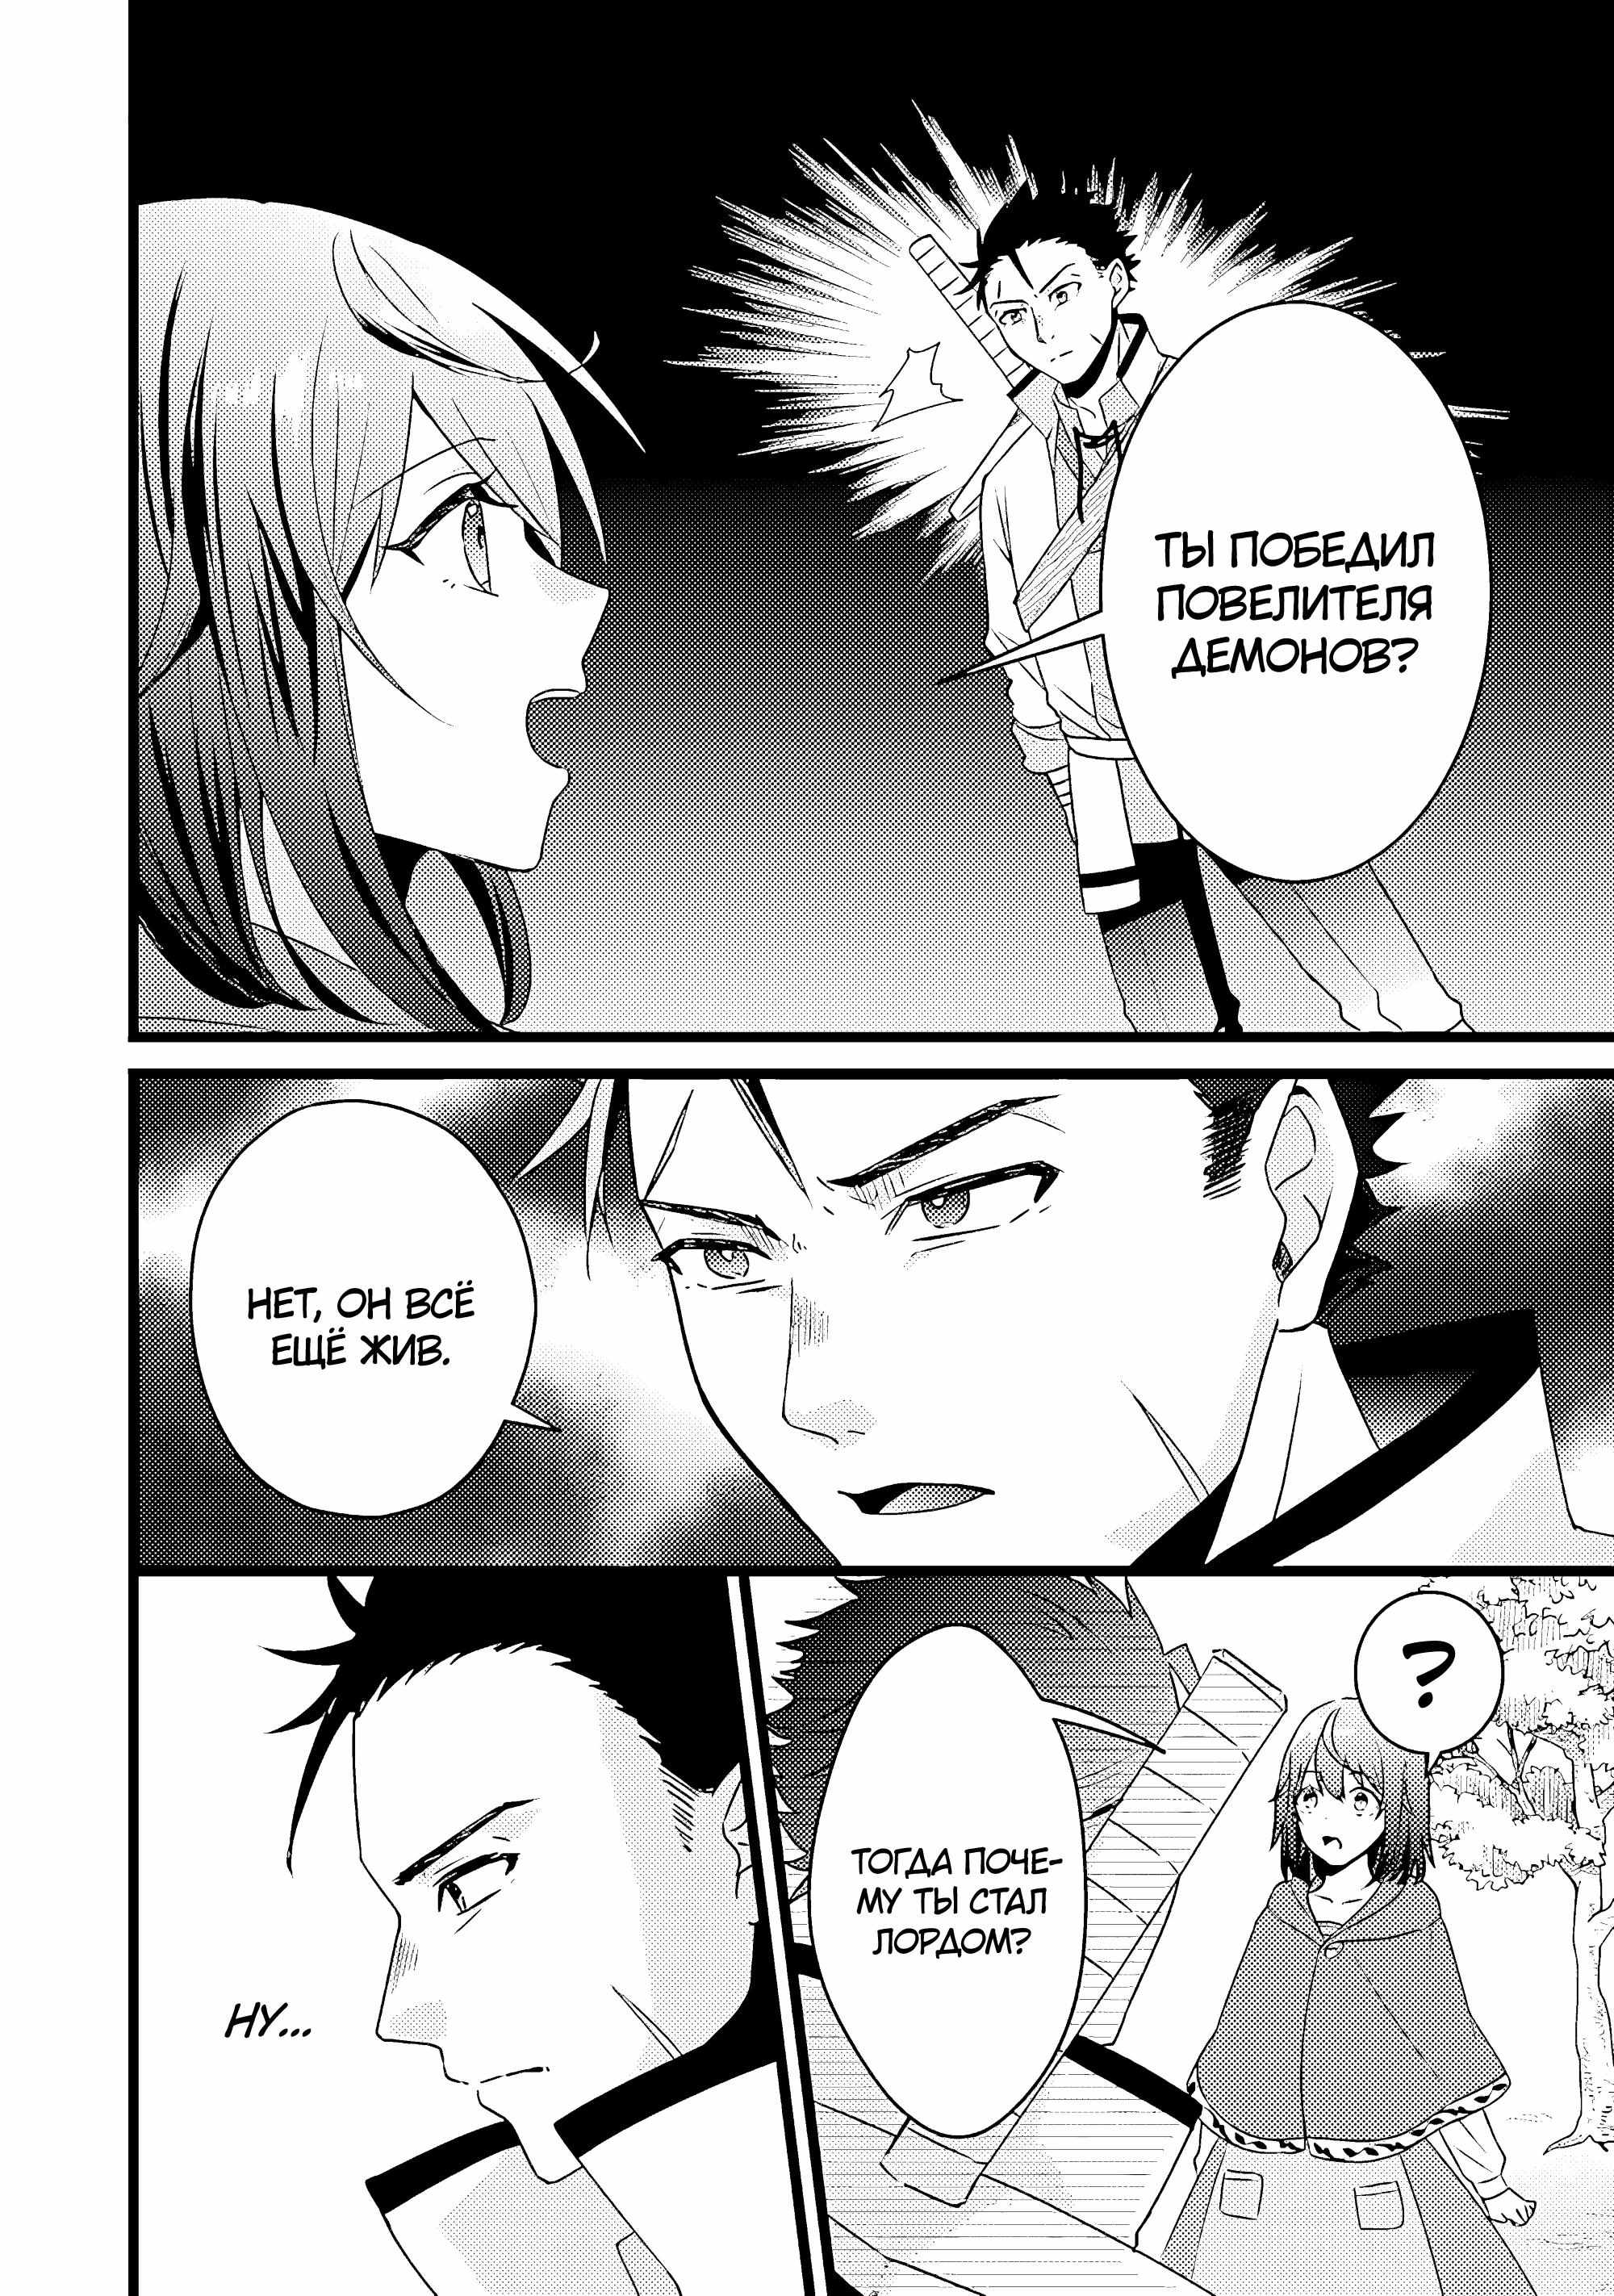 ТЫ ПОБЕДИЛ
ПОВЕЛИТЕЛЯ
ДЕМОНОВ?
НЕТ, ОН ВСЁ
ЕЩЁ ЖИВ.
?
ТОГДА ПОЧЕ-
МУ ТЫ СТАЛ
ЛОРДОМ?
НУ...